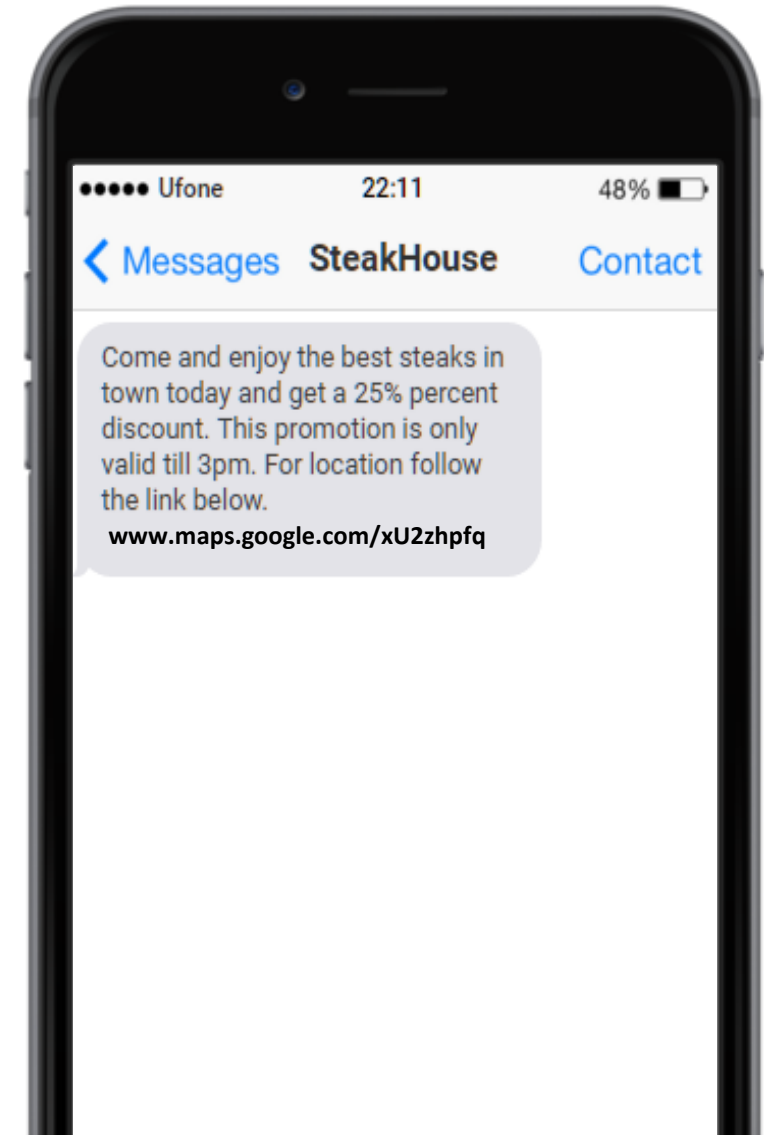 ●●●●● Ufone 22:11 48%
Messages SteakHouse Contact
Come and enjoy the best steaks in
town today and get a 25% percent
discount. This promotion is only
valid till 3pm. For location follow
the link below.
www.maps.google.com/xU2zhpfq